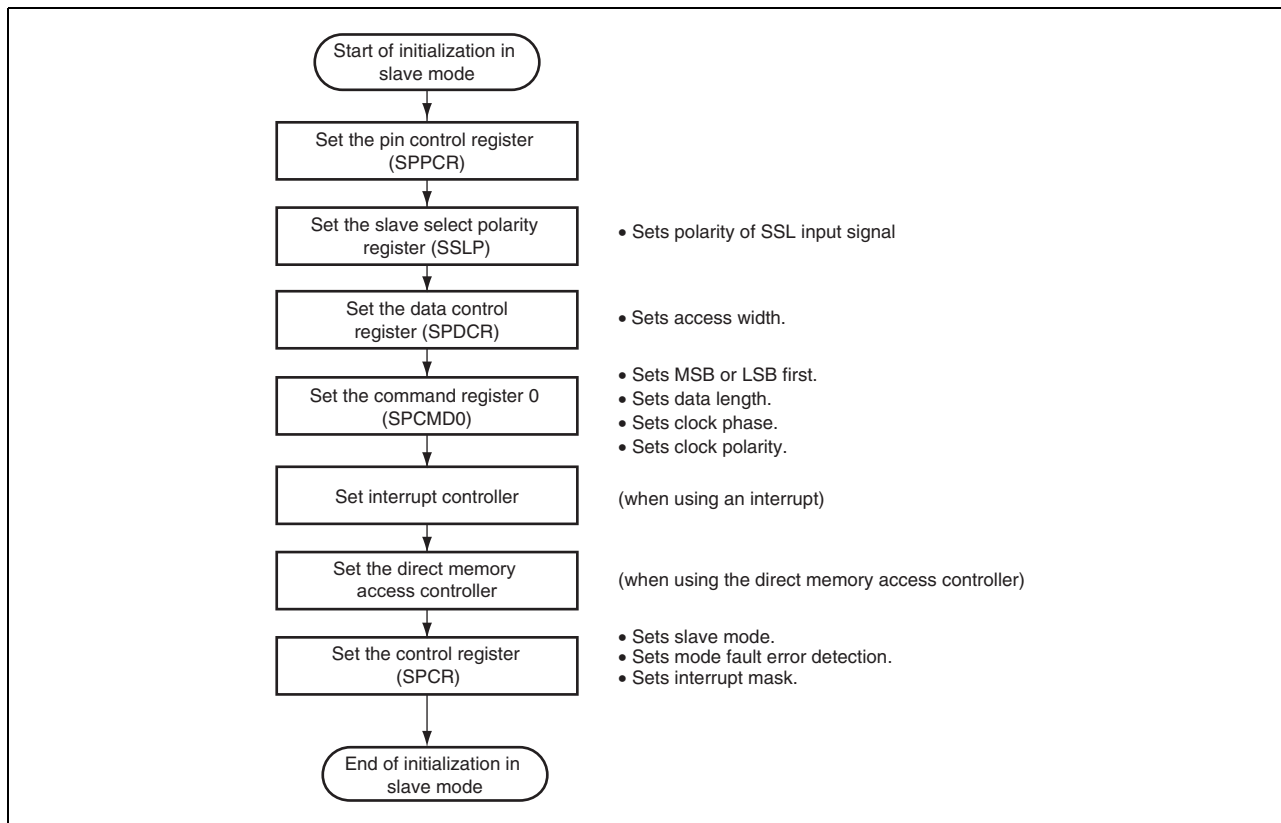 Start of initialization in
slave mode
Set the pin control register
(SPPCR)
Set the slave select polarity
register (SSLP)
• Sets polarity of SSL input signal
Set the data control
register (SPDCR)
• Sets access width.
Set the command register 0
(SPCMD0)
• Sets MSB or LSB first.
• Sets data length.
• Sets clock phase.
• Sets clock polarity.
Set interrupt controller
(when using an interrupt)
Set the direct memory
access controller
(when using the direct memory access controller)
Set the control register
(SPCR)
• Sets slave mode.
• Sets mode fault error detection.
• Sets interrupt mask.
End of initialization in
slave mode